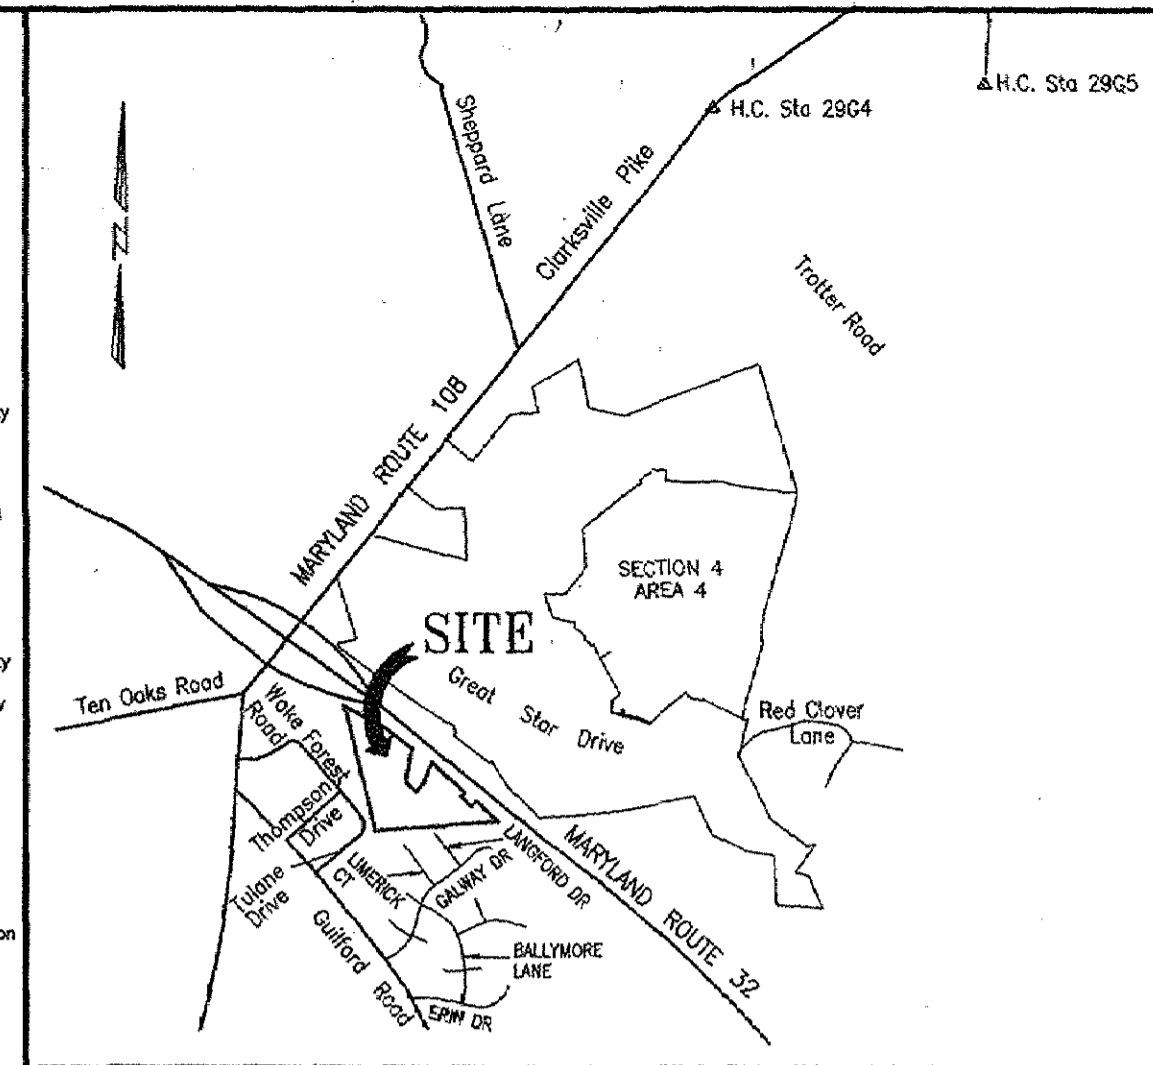 H.C. Sta 29G5
H.C. Sta 29G4
Sheppard Lane
Clarksville Pike
N
Trotter Road
MARYLAND ROUTE 108
SECTION 4
AREA 4
SITE
Ten Oaks Road
Wake Forest
Road
Great Star Drive
Red Clover
Lane
Thompson
Drive
Tulane
Drive
LIMERICK
CT
GALWAY DR
LANGFORD DR
MARYLAND ROUTE 32
Guilford Road
BALLYMORE
LANE
ERIN DR